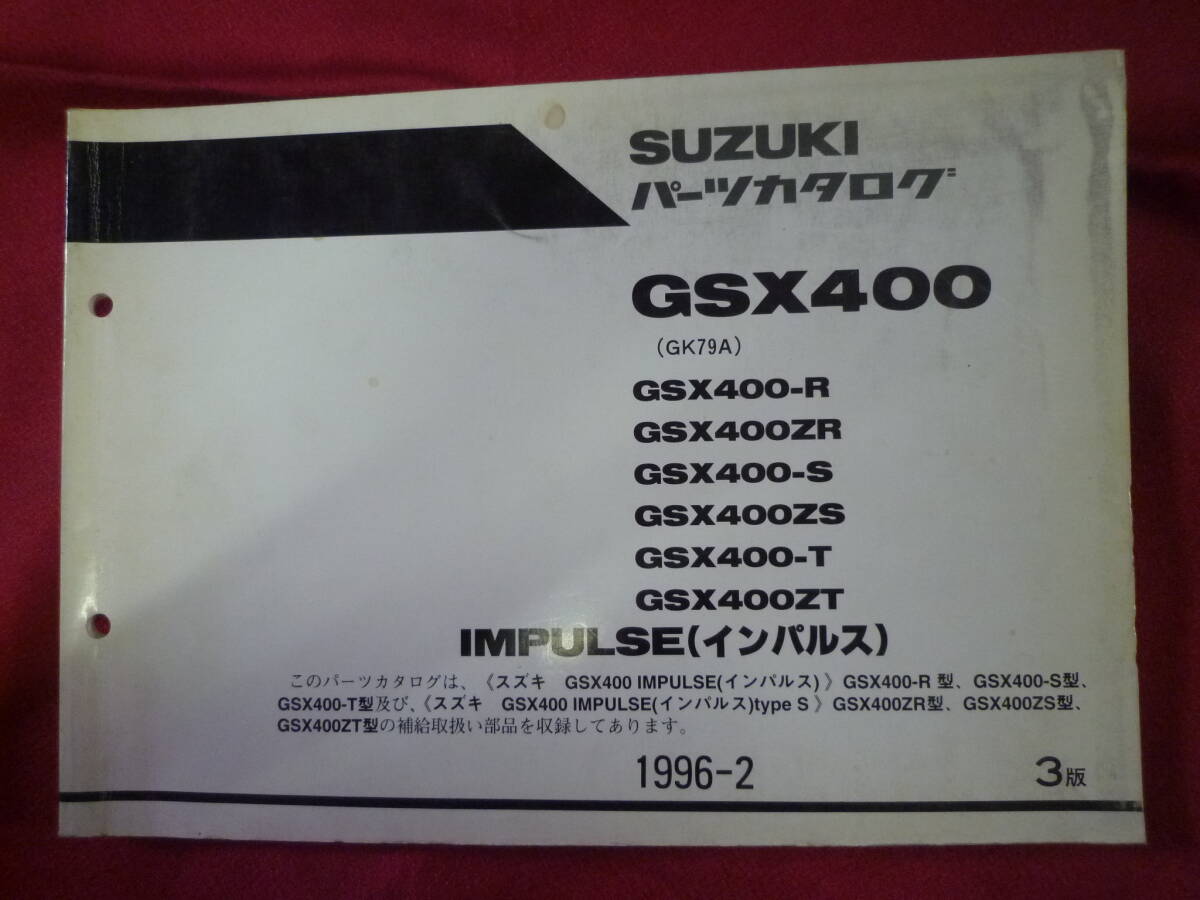 SUZUKI
パーツカタログ
GSX400
(GK79A)
GSX400-R
GSX400ZR
GSX400-S
GSX400ZS
GSX400-T
GSX400ZT
IMPULSE(インパルス)
このパーツカタログは、《スズキ GSX400 IMPULSE(インパルス)》GSX400-R 型、GSX400-S型、
GSX400-T型及び、《スズキ GSX400 IMPULSE(インパルス)type S》GSX400ZR型、GSX400ZS型、
GSX400ZT型の補給取扱い部品を収録してあります。
1996-2
3版